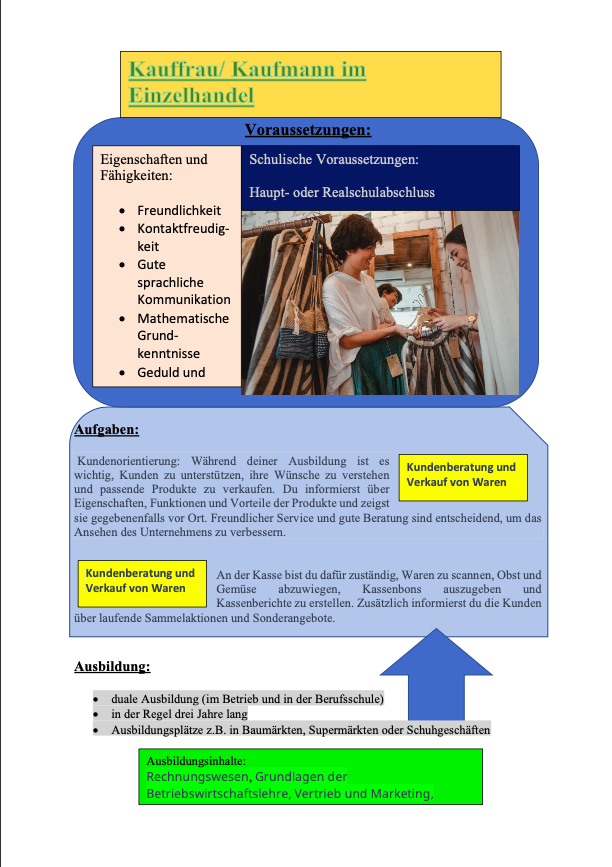 Kauffrau/ Kaufmann im
Einzelhandel
Voraussetzungen:
Eigenschaften und
Fähigkeiten:
• Freundlichkeit
• Kontaktfreudig-
keit
• Gute
sprachliche
Kommunikation
• Mathematische
Grund-
kenntnisse
• Geduld und
Schulische Voraussetzungen:
Haupt- oder Realschulabschluss
Aufgaben:
Kundenorientierung: Während deiner Ausbildung ist es
wichtig, Kunden zu unterstützen, ihre Wünsche zu verstehen
und passende Produkte zu verkaufen. Du informierst über
Eigenschaften, Funktionen und Vorteile der Produkte und zeigst
sie gegebenenfalls vor Ort. Freundlicher Service und gute Beratung sind entscheidend, um das
Ansehen des Unternehmens zu verbessern.
Kundenberatung und
Verkauf von Waren
Kundenberatung und
Verkauf von Waren
An der Kasse bist du dafür zuständig, Waren zu scannen, Obst und
Gemüse abzuwiegen, Kassenbons auszugeben und
Kassenberichte zu erstellen. Zusätzlich informierst du die Kunden
über laufende Sammelaktionen und Sonderangebote.
Ausbildung:
• duale Ausbildung (im Betrieb und in der Berufsschule)
• in der Regel drei Jahre lang
• Ausbildungsplätze z.B. in Baumärkten, Supermärkten oder Schuhgeschäften
Ausbildungsinhalte:
Rechnungswesen, Grundlagen der
Betriebswirtschaftslehre, Vertrieb und Marketing,